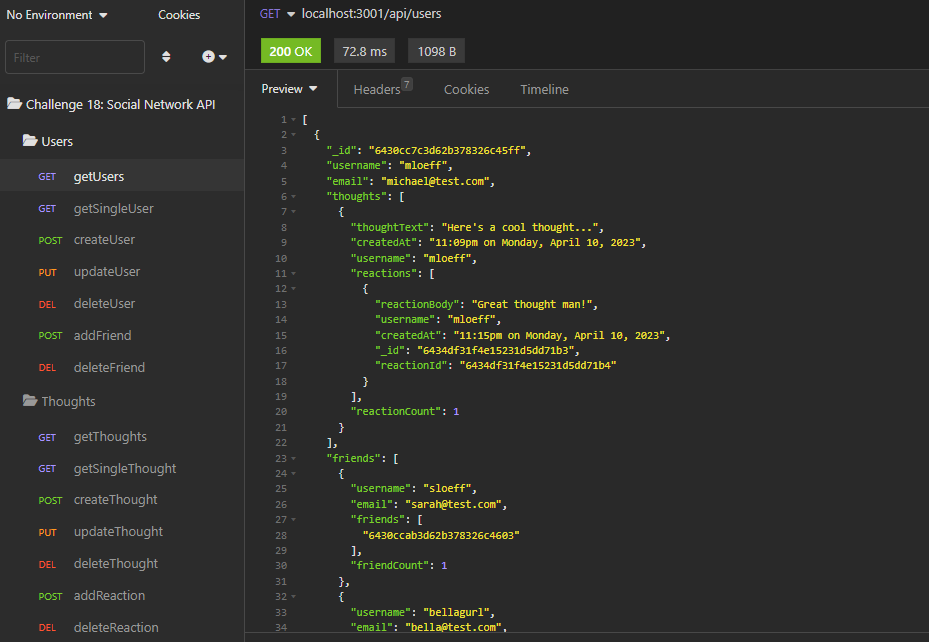 No Environment Cookies
Filter
Challenge 18: Social Network API
Users
GET getUsers
GET getSingleUser
POST createUser
PUT updateUser
DEL deleteUser
POST addFriend
DEL deleteFriend
Thoughts
GET getThoughts
GET getSingleThought
POST createThought
PUT updateThought
DEL deleteThought
POST addReaction
DEL deleteReaction
GET localhost:3001/api/users
200 OK 72.8 ms 1098 B
Preview Headers 7 Cookies Timeline
1 [
2 {
3 "_id": "6430cc7c3d62b378326c45ff",
4 "username": "mloeff",
5 "email": "michael@test.com",
6 "thoughts": [
7 {
8 "thoughtText": "Here's a cool thought...",
9 "createdAt": "11:09pm on Monday, April 10, 2023",
10 "username": "mloeff",
11 "reactions": [
12 {
13 "reactionBody": "Great thought man!",
14 "username": "mloeff",
15 "createdAt": "11:15pm on Monday, April 10, 2023",
16 "_id": "6434df31f4e15231d5dd71b3",
17 "reactionId": "6434df31f4e15231d5dd71b4"
18 }
19 ],
20 "reactionCount": 1
21 }
22 ],
23 "friends": [
24 {
25 "username": "sloeff",
26 "email": "sarah@test.com",
27 "friends": [
28 "6430ccab3d62b378326c4603"
29 ],
30 "friendCount": 1
31 },
32 {
33 "username": "bellagurl",
34 "email": "bella@test.com",